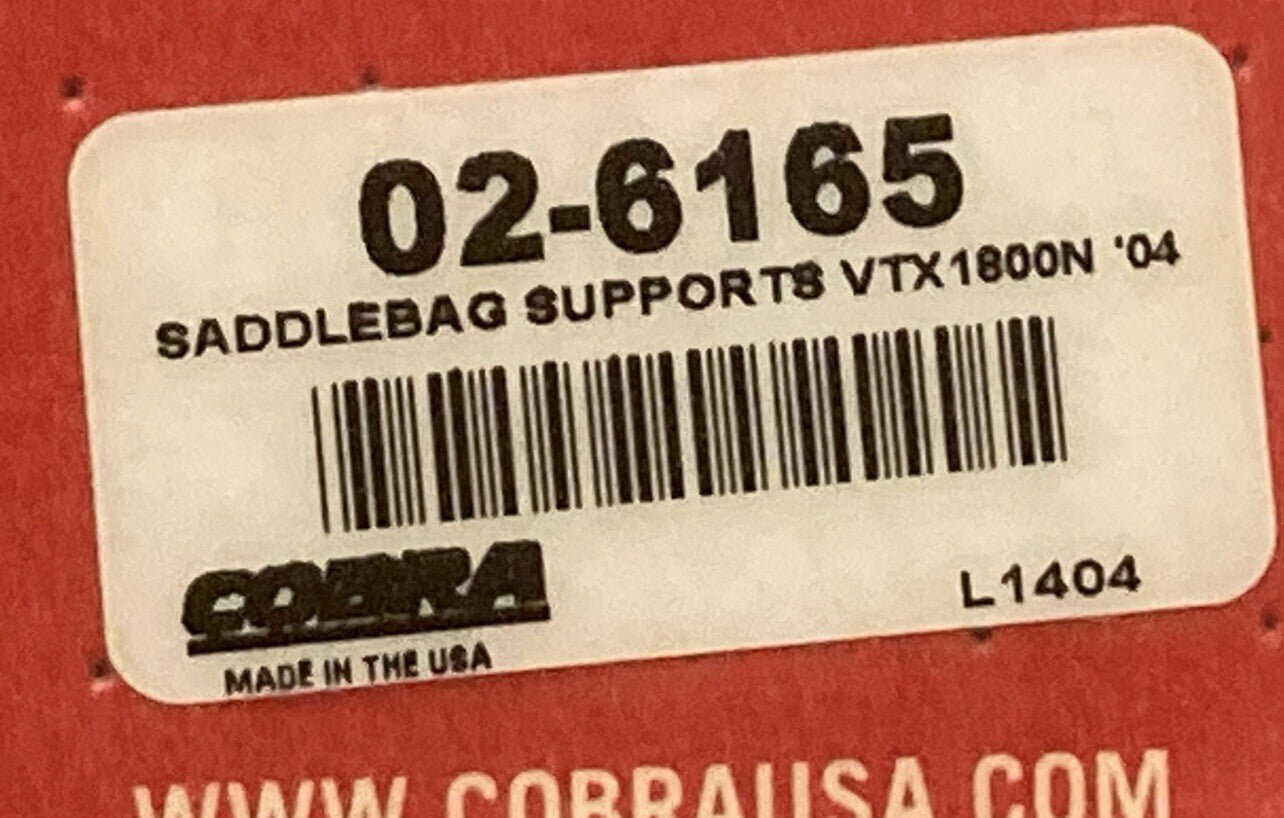 02-6165
SADDLEBAG SUPPORTS VTX1800N '04
COBRA
L1404
MADE IN THE USA
WWW.COBRAUSA.COM